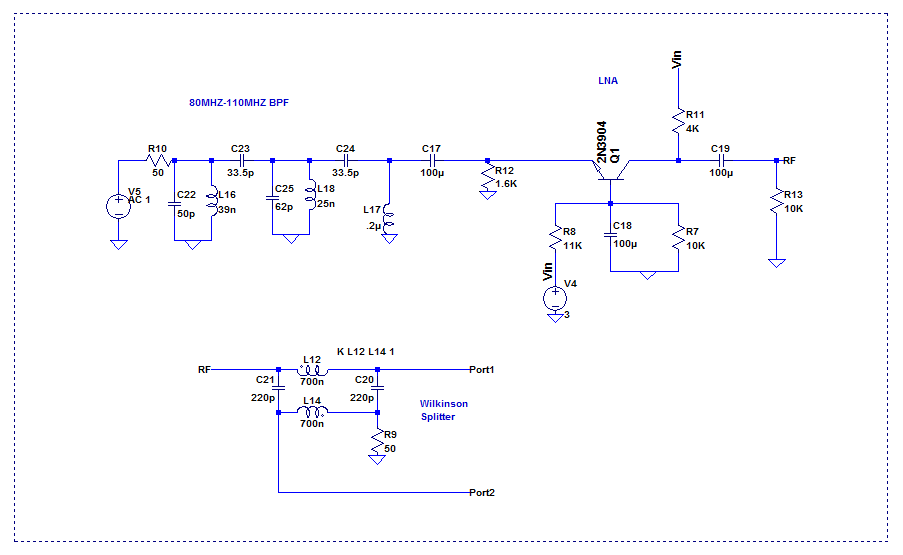 Vin
LNA
80MHZ-110MHZ BPF
R11
4K
2N3904
Q1
R10
50
C23
33.5p
C24
33.5p
C17
100µ
C19
100µ
RF
R12
1.6K
V5
AC 1
C22
50p
L16
39n
C25
62p
L18
25n
L17
.2µ
R13
10K
R8
11K
C18
100µ
R7
10K
Vin
V4
3
K L12 L14 1
L12
700n
RF
Port1
C21
220p
C20
220p
L14
700n
Wilkinson
Splitter
R9
50
Port2